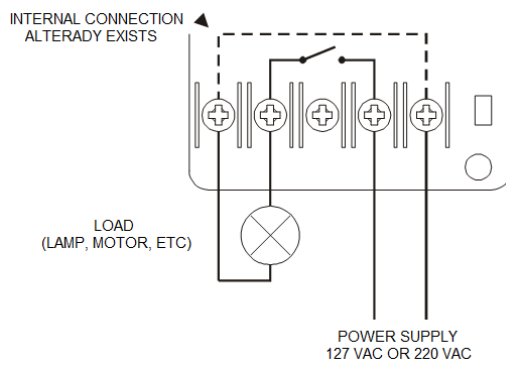 INTERNAL CONNECTION
ALTERADY EXISTS
LOAD
(LAMP, MOTOR, ETC)
POWER SUPPLY
127 VAC OR 220 VAC